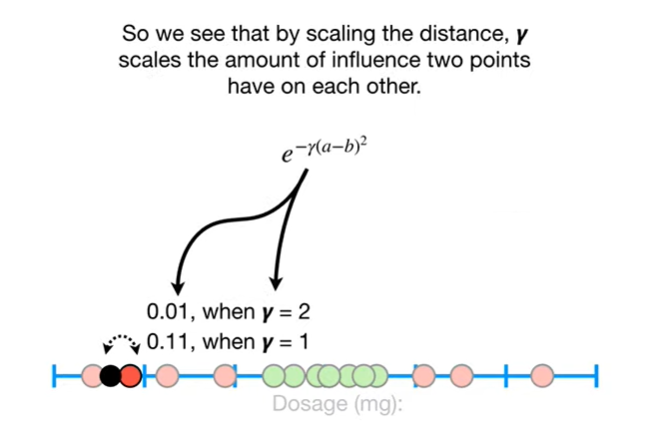 So we see that by scaling the distance, γ
scales the amount of influence two points
have on each other.
e^−γ(a−b)²
0.01, when γ = 2
0.11, when γ = 1
Dosage (mg):